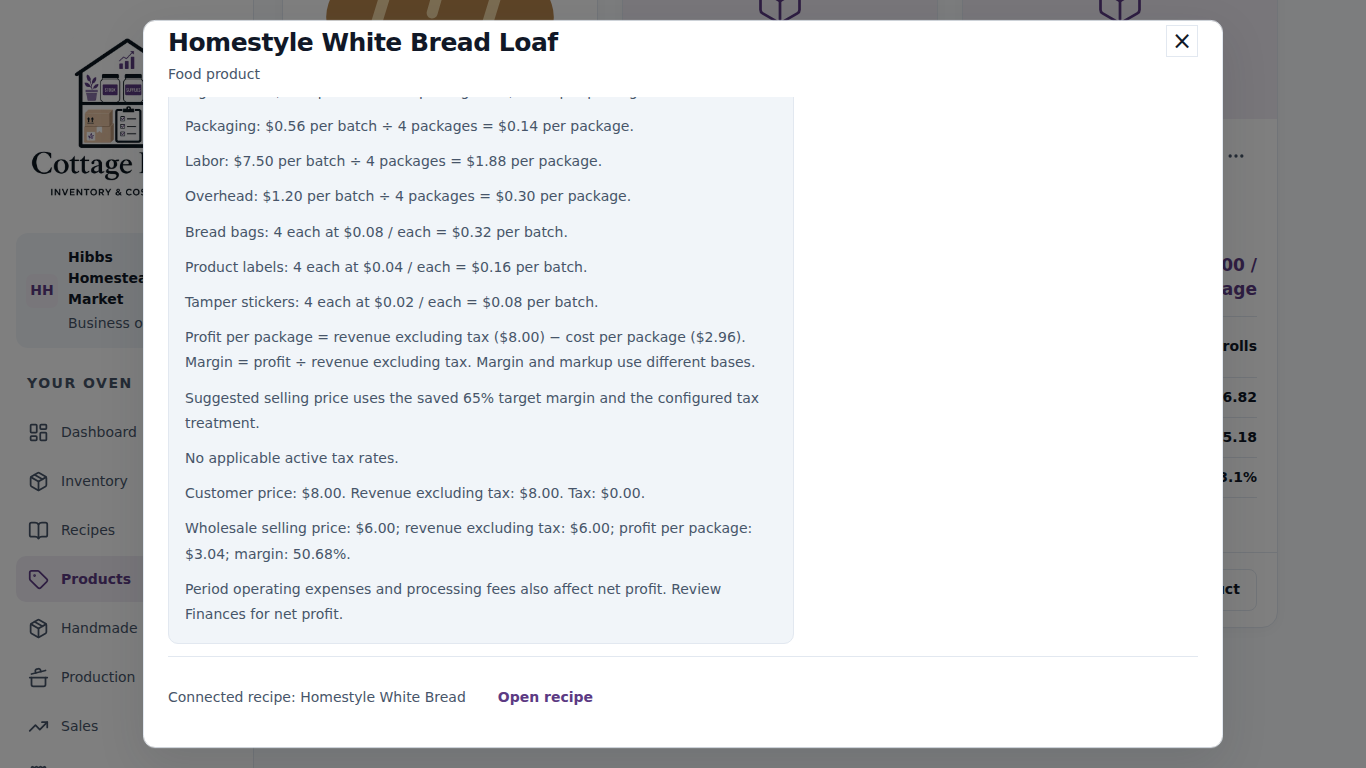 Homestyle White Bread Loaf
Food product
Packaging: $0.56 per batch ÷ 4 packages = $0.14 per package.
Labor: $7.50 per batch ÷ 4 packages = $1.88 per package.
Overhead: $1.20 per batch ÷ 4 packages = $0.30 per package.
Bread bags: 4 each at $0.08 / each = $0.32 per batch.
Product labels: 4 each at $0.04 / each = $0.16 per batch.
Tamper stickers: 4 each at $0.02 / each = $0.08 per batch.
Profit per package = revenue excluding tax ($8.00) − cost per package ($2.96).
Margin = profit ÷ revenue excluding tax. Margin and markup use different bases.
Suggested selling price uses the saved 65% target margin and the configured tax
treatment.
No applicable active tax rates.
Customer price: $8.00. Revenue excluding tax: $8.00. Tax: $0.00.
Wholesale selling price: $6.00; revenue excluding tax: $6.00; profit per package:
$3.04; margin: 50.68%.
Period operating expenses and processing fees also affect net profit. Review
Finances for net profit.
Connected recipe: Homestyle White Bread
Open recipe
Cottage
INVENTORY & COS
HH
Hibbs
Homestea
Market
Business o
YOUR OVEN
Dashboard
Inventory
Recipes
Products
Handmade
Production
Sales
00 /
age
rolls
6.82
5.18
3.1%
ct